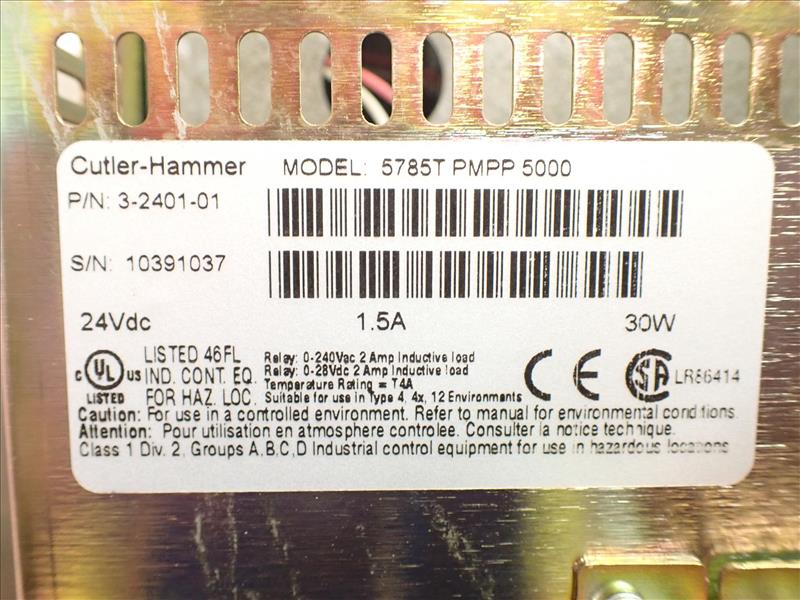 Cutler-Hammer MODEL: 5785T PMPP 5000
P/N: 3-2401-01
S/N: 10391037
24Vdc 1.5A 30W
C UL US LISTED
LISTED 46FL
IND. CONT. EQ.
FOR HAZ. LOC.
Relay: 0-240Vac 2 Amp Inductive load
Relay: 0-28Vdc 2 Amp Inductive load
Temperature Rating = T4A
Suitable for use in Type 4, 4x, 12 Environments
CE SA LR86414
Caution: For use in a controlled environment. Refer to manual for environmental conditions.
Attention: Pour utilisation en atmosphere controlee. Consulter la notice technique.
Class 1 Div. 2, Groups A,B,C,D Industrial control equipment for use in hazardous locations